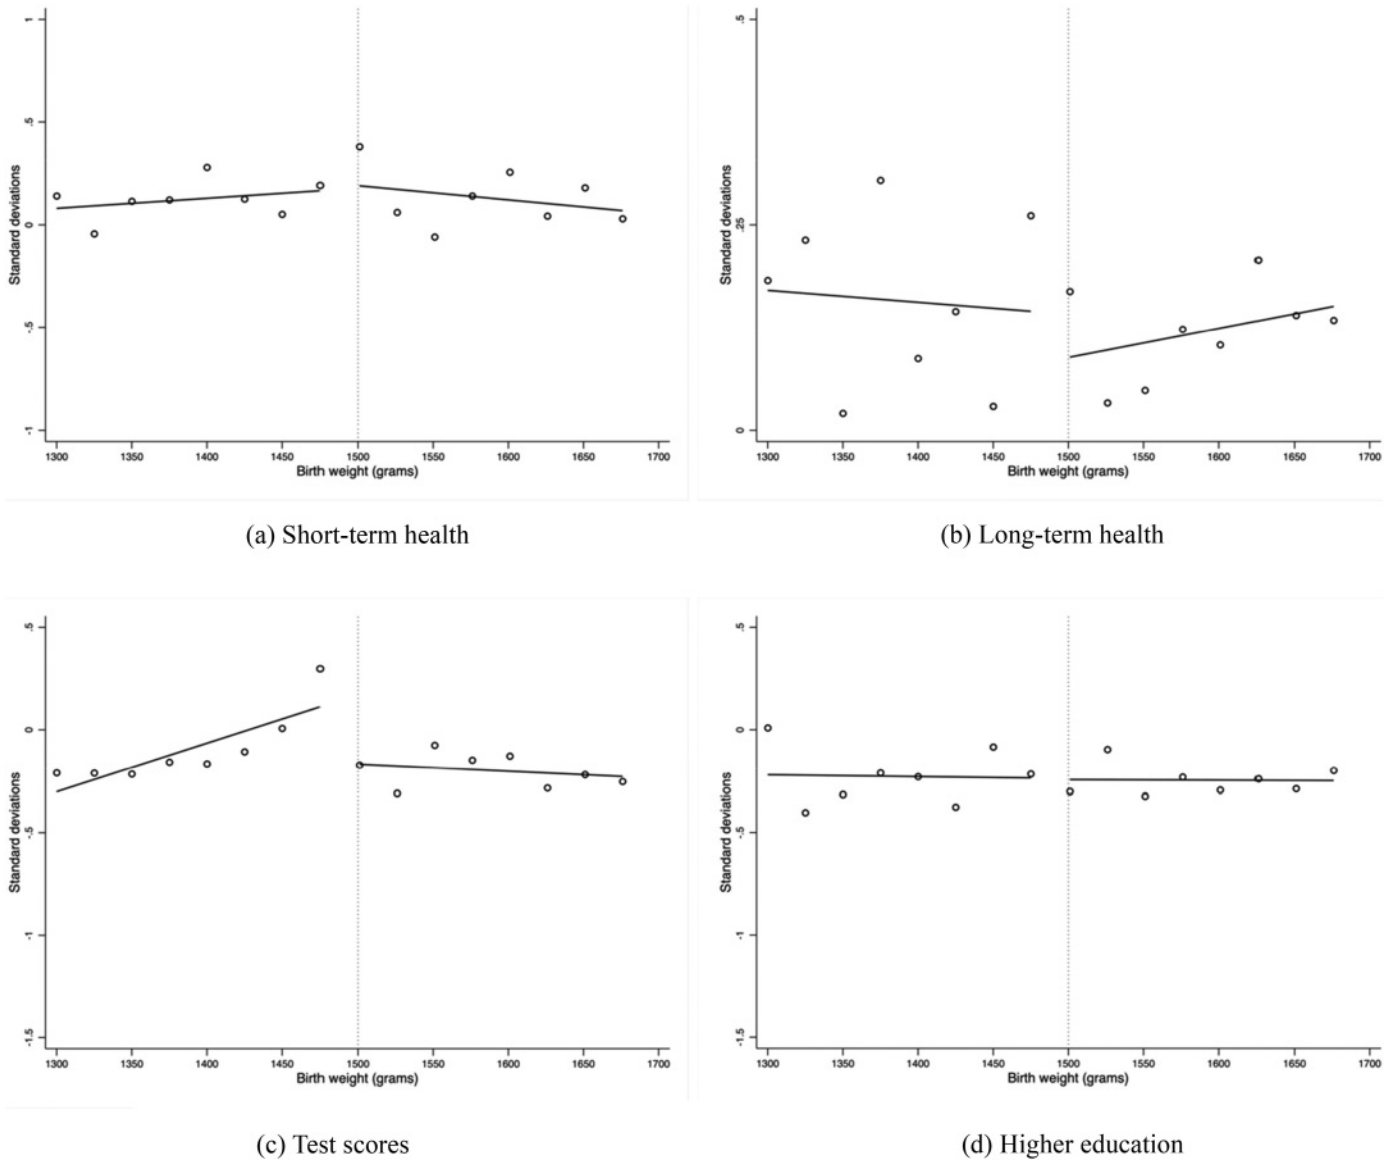 1
.5
0
-.5
-1
Standard deviations
1300 1350 1400 1450 1500 1550 1600 1650 1700
Birth weight (grams)
(a) Short-term health
.5
.25
0
Standard deviations
1300 1350 1400 1450 1500 1550 1600 1650 1700
Birth weight (grams)
(b) Long-term health
.5
0
-.5
-1
-1.5
Standard deviations
1300 1350 1400 1450 1500 1550 1600 1650 1700
Birth weight (grams)
(c) Test scores
.5
0
-.5
-1
-1.5
Standard deviations
1300 1350 1400 1450 1500 1550 1600 1650 1700
Birth weight (grams)
(d) Higher education